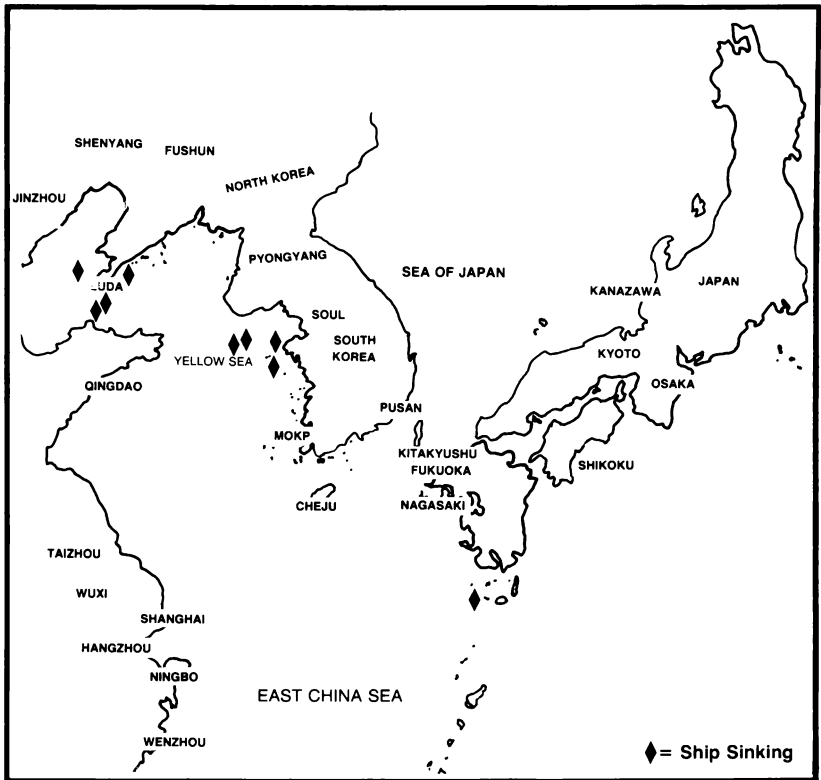 SHENYANG
FUSHUN
NORTH KOREA
JINZHOU
PYONGYANG
SEA OF JAPAN
KANAZAWA
JAPAN
LUDA
SOUL
SOUTH
KOREA
YELLOW SEA
KYOTO
OSAKA
QINGDAO
PUSAN
MOKP
KITAKYUSHU
FUKUOKA
SHIKOKU
CHEJU
NAGASAKI
TAIZHOU
WUXI
SHANGHAI
HANGZHOU
NINGBO
EAST CHINA SEA
WENZHOU
♦= Ship Sinking